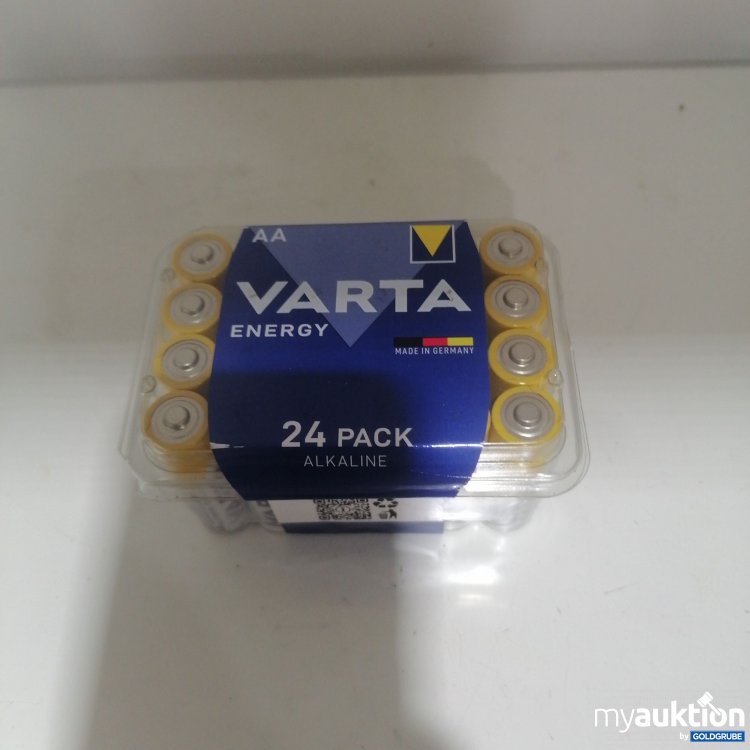 AA
VARTA
ENERGY
MADE IN GERMANY
24 PACK
ALKALINE
myauktion
by GOLDGRUBE